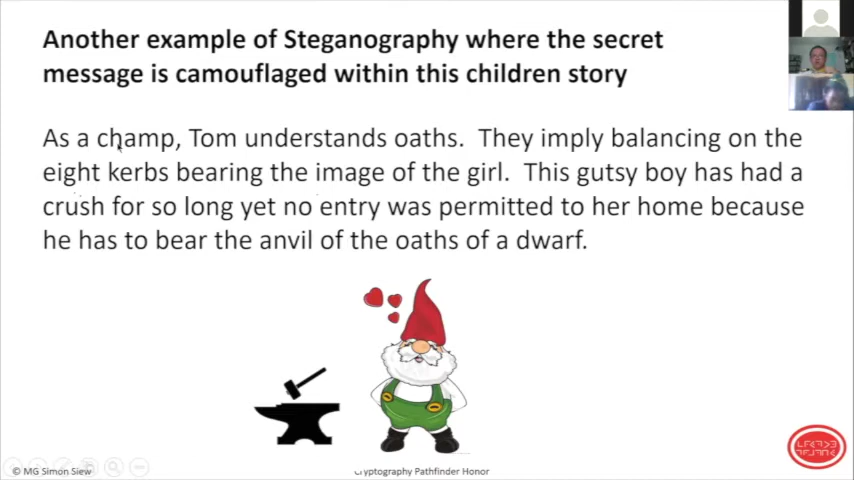 Another example of Steganography where the secret
message is camouflaged within this children story
As a champ, Tom understands oaths. They imply balancing on the
eight kerbs bearing the image of the girl. This gutsy boy has had a
crush for so long yet no entry was permitted to her home because
he has to bear the anvil of the oaths of a dwarf.
© MG Simon Siew
Cryptography Pathfinder Honor